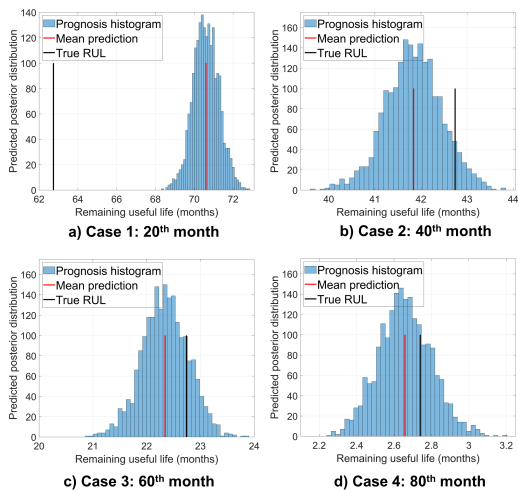 Predicted posterior distribution
140
120
100
80
60
40
20
0
Prognosis histogram
Mean prediction
True RUL
62 64 66 68 70 72
Remaining useful life (months)
a) Case 1: 20th month
Predicted posterior distribution
160
140
120
100
80
60
40
20
0
Prognosis histogram
Mean prediction
True RUL
40 41 42 43 44
Remaining useful life (months)
b) Case 2: 40th month
Predicted posterior distribution
160
140
120
100
80
60
40
20
0
Prognosis histogram
Mean prediction
True RUL
20 21 22 23 24
Remaining useful life (months)
c) Case 3: 60th month
Predicted posterior distribution
160
140
120
100
80
60
40
20
0
Prognosis histogram
Mean prediction
True RUL
2.2 2.4 2.6 2.8 3 3.2
Remaining useful life (months)
d) Case 4: 80th month